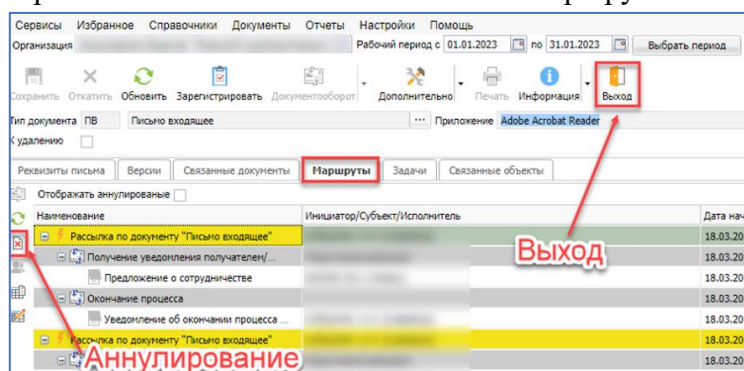 Сервисы Избранное Справочники Документы Отчеты Настройки Помощь
Организация Рабочий период с 01.01.2023 по 31.01.2023 Выбрать период
Сохранить Откатить Обновить Зарегистрировать Документооборот Дополнительно Печать Информация Выход
Тип документа ПВ Письмо входящее ... Приложение Adobe Acrobat Reader
К удалению
Реквизиты письма Версии Связанные документы Маршруты Задачи Связанные объекты
Отображать аннулированые
Наименование Инициатор/Субъект/Исполнитель Дата нач
Рассылка по документу "Письмо входящее" 18.03.20
Получение уведомления получателем/... 18.03.20
Выход
Предложение о сотрудничестве 18.03.20
Окончание процесса 18.03.20
Уведомление об окончании процесса ... 18.03.20
Рассылка по документу "Письмо входящее" 18.03.20
Аннулирование 18.03.20